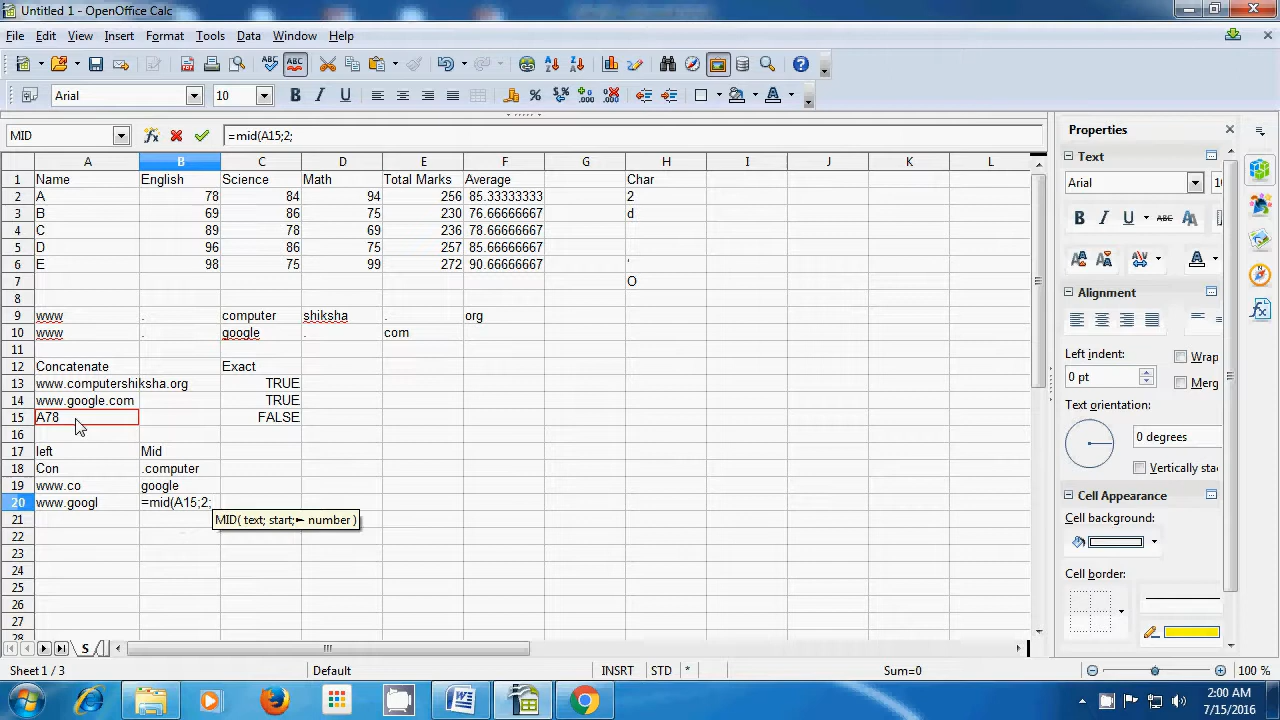 Untitled 1 - OpenOffice Calc
File Edit View Insert Format Tools Data Window Help
Arial 10
MID =mid(A15;2;
A B C D E F G H I J K L
1 Name English Science Math Total Marks Average Char
2 A 78 84 94 256 85.33333333 2
3 B 69 86 75 230 76.66666667 d
4 C 89 78 69 236 78.66666667
5 D 96 86 75 257 85.66666667
6 E 98 75 99 272 90.66666667 '
7 O
8
9 www . computer shiksha . org
10 www . google . com
11
12 Concatenate Exact
13 www.computershiksha.org TRUE
14 www.google.com TRUE
15 A78 FALSE
16
17 left Mid
18 Con .computer
19 www.co google
20 www.googl =mid(A15;2;
21 MID( text; start; number )
22
23
24
25
26
27
28
S
Sheet 1 / 3 Default INSRT STD * Sum=0 100 %
Properties
Text
Arial 1
B I U ABC
Alignment
Left indent: Wrap
0 pt Merg
Text orientation:
0 degrees
Vertically sta
Cell Appearance
Cell background:
Cell border:
2:00 AM
7/15/2016